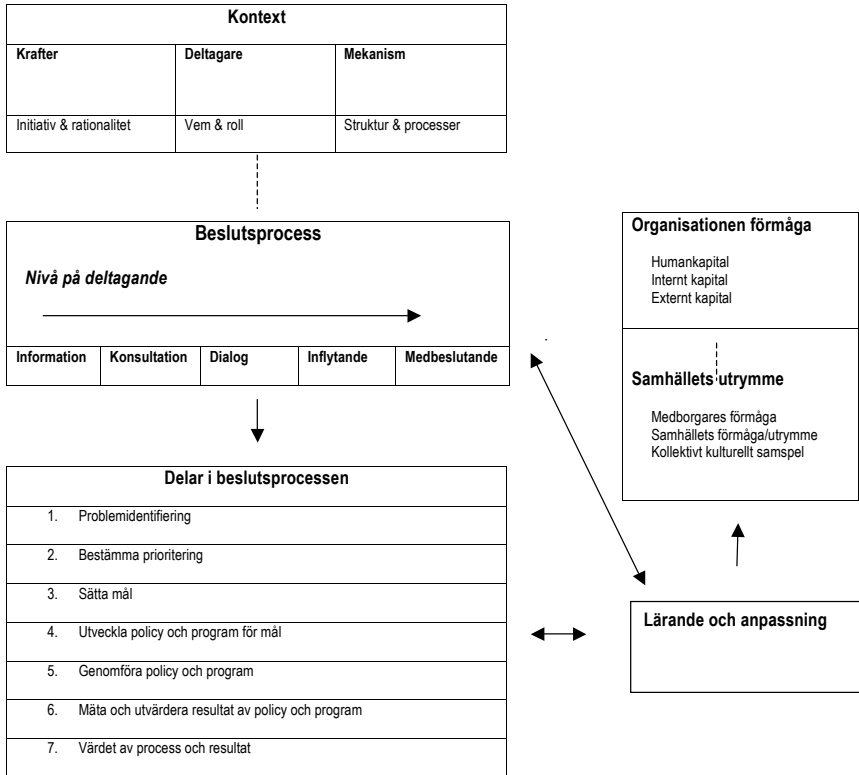 Kontext
Krafter Deltagare Mekanism
Initiativ & rationalitet Vem & roll Struktur & processer
Beslutsprocess
Nivå på deltagande
Information Konsultation Dialog Inflytande Medbeslutande
Organisationen förmåga
Humankapital
Internt kapital
Externt kapital
Samhällets utrymme
Medborgares förmåga
Samhällets förmåga/utrymme
Kollektivt kulturellt samspel
Delar i beslutsprocessen
1. Problemidentifiering
2. Bestämma prioritering
3. Sätta mål
4. Utveckla policy och program för mål
5. Genomföra policy och program
6. Mäta och utvärdera resultat av policy och program
7. Värdet av process och resultat
Lärande och anpassning